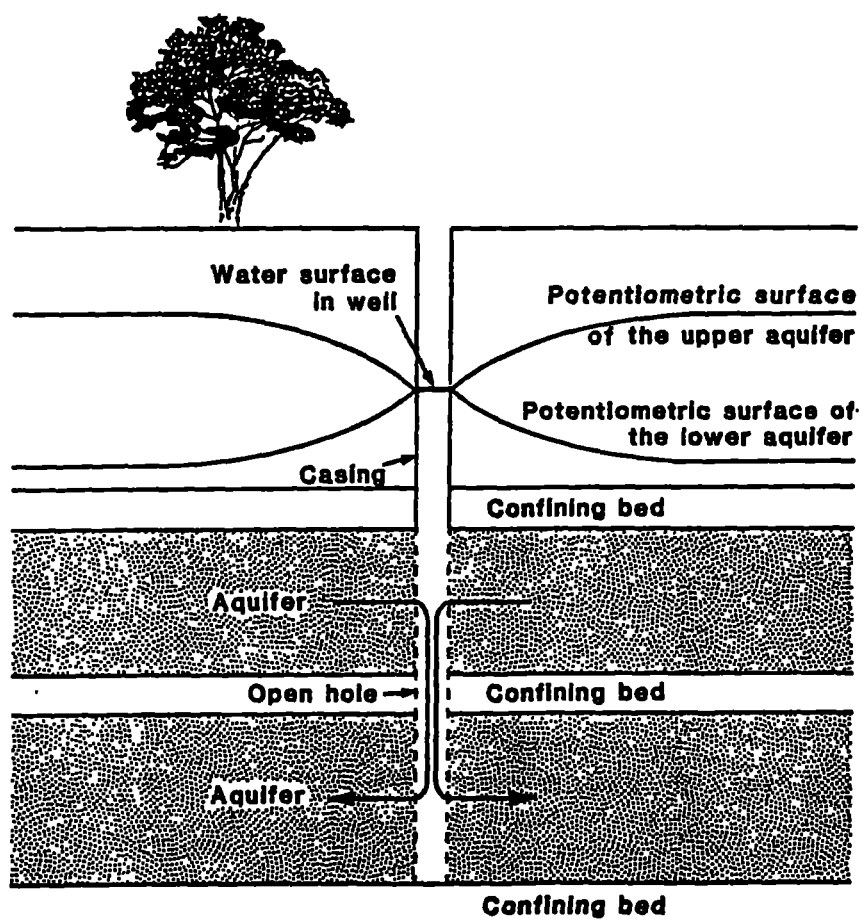 Water surface
in well
Potentiometric surface
of the upper aquifer
Potentiometric surface of
the lower aquifer
Casing
Confining bed
Aquifer
Open hole
Confining bed
Aquifer
Confining bed